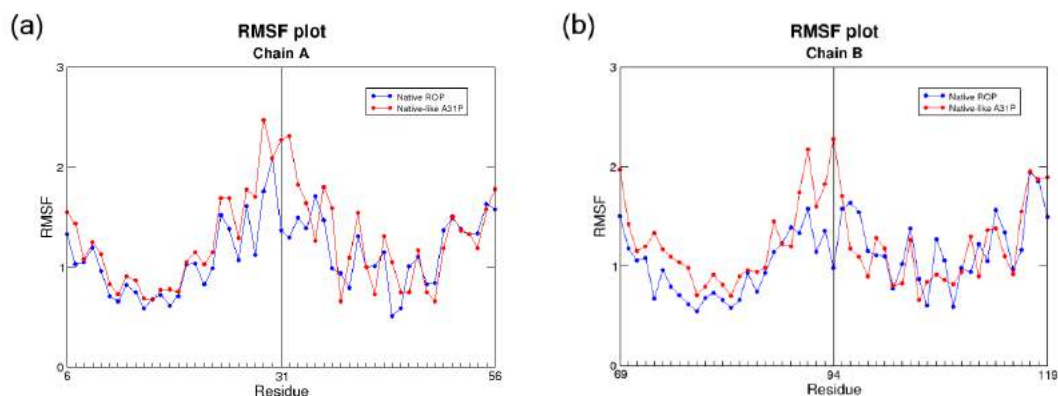 (a)
RMSF plot
Chain A
3
Native ROP
Native-like A31P
2
RMSF
1
0
6
31
56
Residue
(b)
RMSF plot
Chain B
3
Native ROP
Native-like A31P
2
RMSF
1
0
69
94
119
Residue